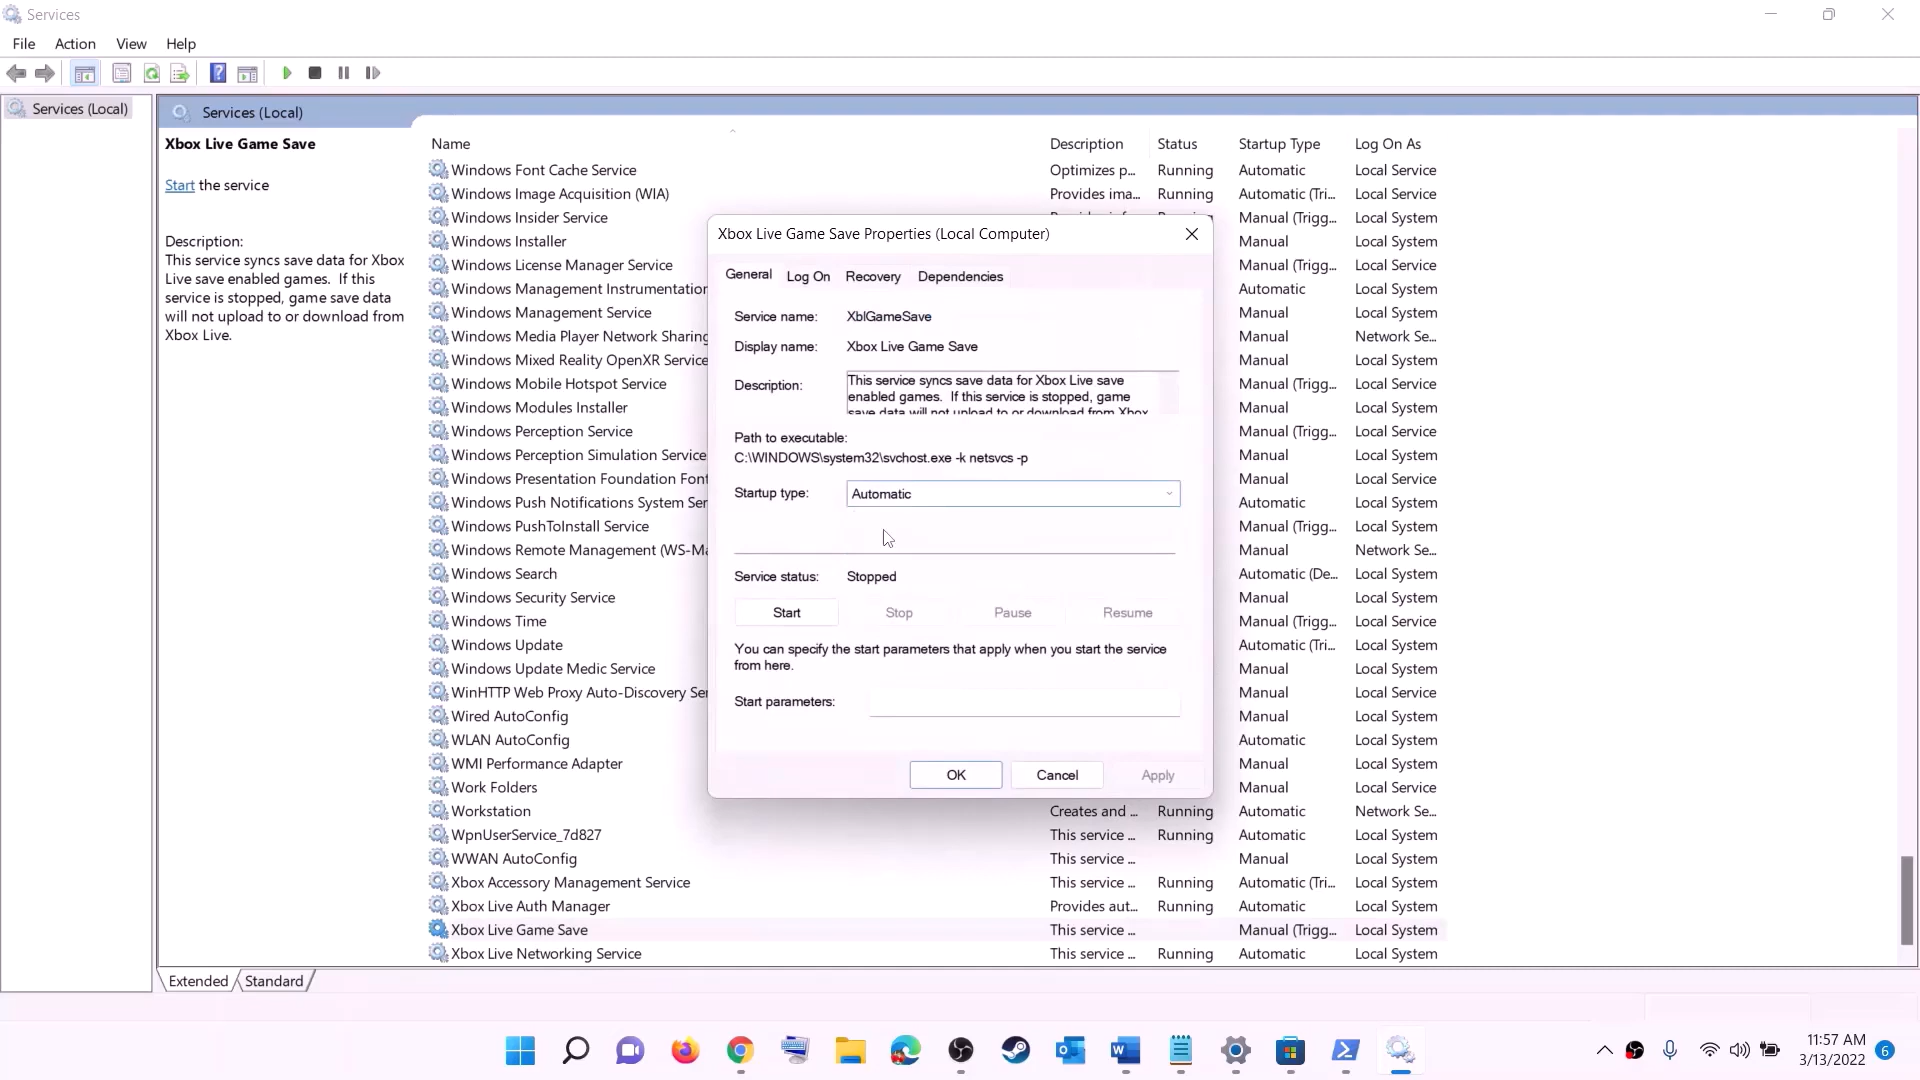 Services
File Action View Help
Services (Local)
Services (Local)
Xbox Live Game Save
Start the service
Description:
This service syncs save data for Xbox
Live save enabled games. If this
service is stopped, game save data
will not upload to or download from
Xbox Live.
Name Description Status Startup Type Log On As
Windows Font Cache Service Optimizes p... Running Automatic Local Service
Windows Image Acquisition (WIA) Provides ima... Running Automatic (Tri... Local Service
Windows Insider Service Manual (Trigg... Local System
Windows Installer Manual Local System
Windows License Manager Service Manual (Trigg... Local Service
Windows Management Instrumentation Automatic Local System
Windows Management Service Manual Local System
Windows Media Player Network Sharing Manual Network Se...
Windows Mixed Reality OpenXR Service Manual Local System
Windows Mobile Hotspot Service Manual (Trigg... Local Service
Windows Modules Installer Manual Local System
Windows Perception Service Manual (Trigg... Local Service
Windows Perception Simulation Service Manual Local System
Windows Presentation Foundation Font Manual Local Service
Windows Push Notifications System Ser Automatic Local System
Windows PushToInstall Service Manual (Trigg... Local System
Windows Remote Management (WS-Ma Manual Network Se...
Windows Search Automatic (De... Local System
Windows Security Service Manual Local System
Windows Time Manual (Trigg... Local Service
Windows Update Automatic (Tri... Local System
Windows Update Medic Service Manual Local System
WinHTTP Web Proxy Auto-Discovery Ser Manual Local Service
Wired AutoConfig Manual Local System
WLAN AutoConfig Automatic Local System
WMI Performance Adapter Manual Local System
Work Folders Manual Local Service
Workstation Creates and ... Running Automatic Network Se...
WpnUserService_7d827 This service ... Running Automatic Local System
WWAN AutoConfig This service ... Manual Local System
Xbox Accessory Management Service This service ... Running Automatic (Tri... Local System
Xbox Live Auth Manager Provides aut... Running Automatic Local System
Xbox Live Game Save This service ... Manual (Trigg... Local System
Xbox Live Networking Service This service ... Running Automatic Local System
Xbox Live Game Save Properties (Local Computer)
General Log On Recovery Dependencies
Service name: XblGameSave
Display name: Xbox Live Game Save
Description: This service syncs save data for Xbox Live save
enabled games. If this service is stopped, game
save data will not upload to or download from Xbox
Path to executable:
C:\WINDOWS\system32\svchost.exe -k netsvcs -p
Startup type: Automatic
Service status: Stopped
Start Stop Pause Resume
You can specify the start parameters that apply when you start the service
from here.
Start parameters:
OK Cancel Apply
Extended Standard
11:57 AM
3/13/2022 6